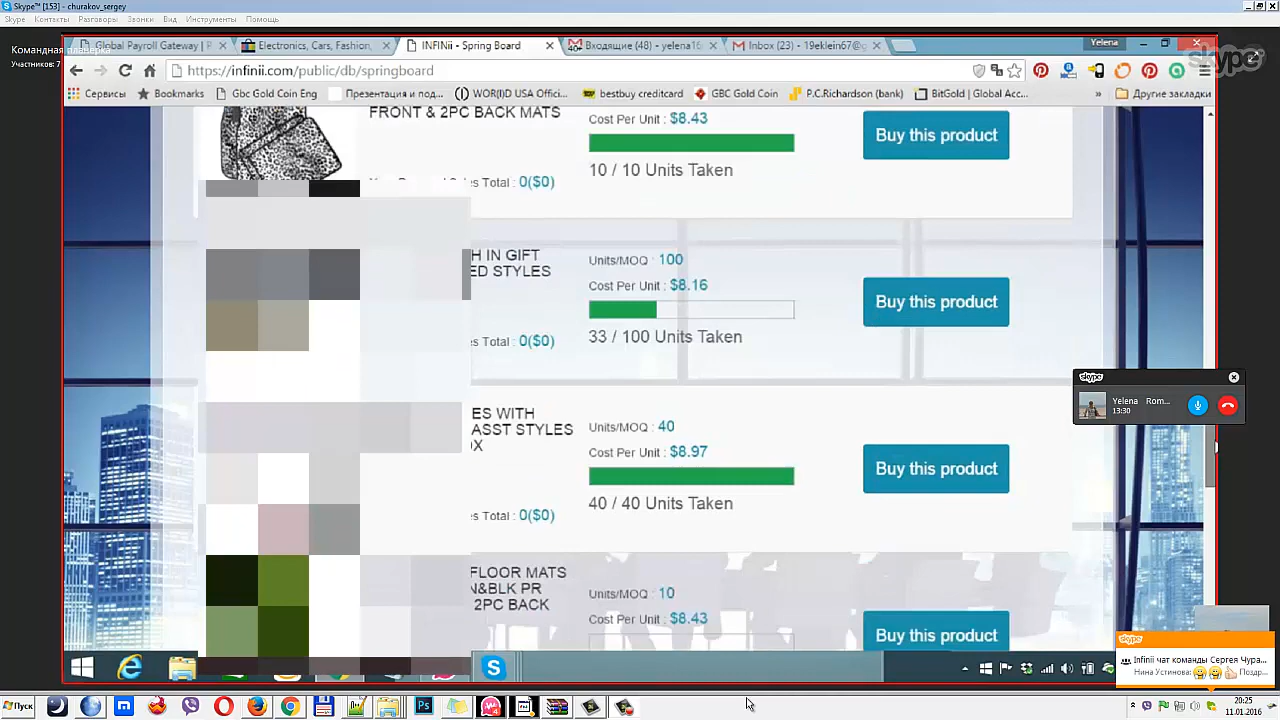 Skype™ [153] - churakov_sergey
Skype Контакты Разговоры Звонки Вид Инструменты Помощь
Участников: 7
Global Payroll Gateway | Electronics, Cars, Fashion, INFINii - Spring Board Входящие (48) - yelena16 Inbox (23) - 19eklein67@g Yelena
skype
https://infinii.com/public/db/springboard
Сервисы Bookmarks Gbc Gold Coin Eng Презентация и под... WOR(l)D USA Offici... bestbuy creditcard GBC Gold Coin P.C.Richardson (bank) BitGold | Global Acc... » Другие закладки
FRONT & 2PC BACK MATS
Cost Per Unit : $8.43
Buy this product
10 / 10 Units Taken
Total : 0($0)
H IN GIFT
ED STYLES
Units/MOQ : 100
Cost Per Unit : $8.16
Buy this product
33 / 100 Units Taken
es Total : 0($0)
skype
Yelena Rom...
13:30
ES WITH
ASST STYLES
OX
Units/MOQ : 40
Cost Per Unit : $8.97
Buy this product
40 / 40 Units Taken
es Total : 0($0)
FLOOR MATS
N&BLK PR
2PC BACK
Units/MOQ : 10
Cost Per Unit : $8.43
Buy this product
skype
Infinii чат команды Сергея Чура...
Нина Устинова: Поздр...
Пуск
20:25
11.01.2016